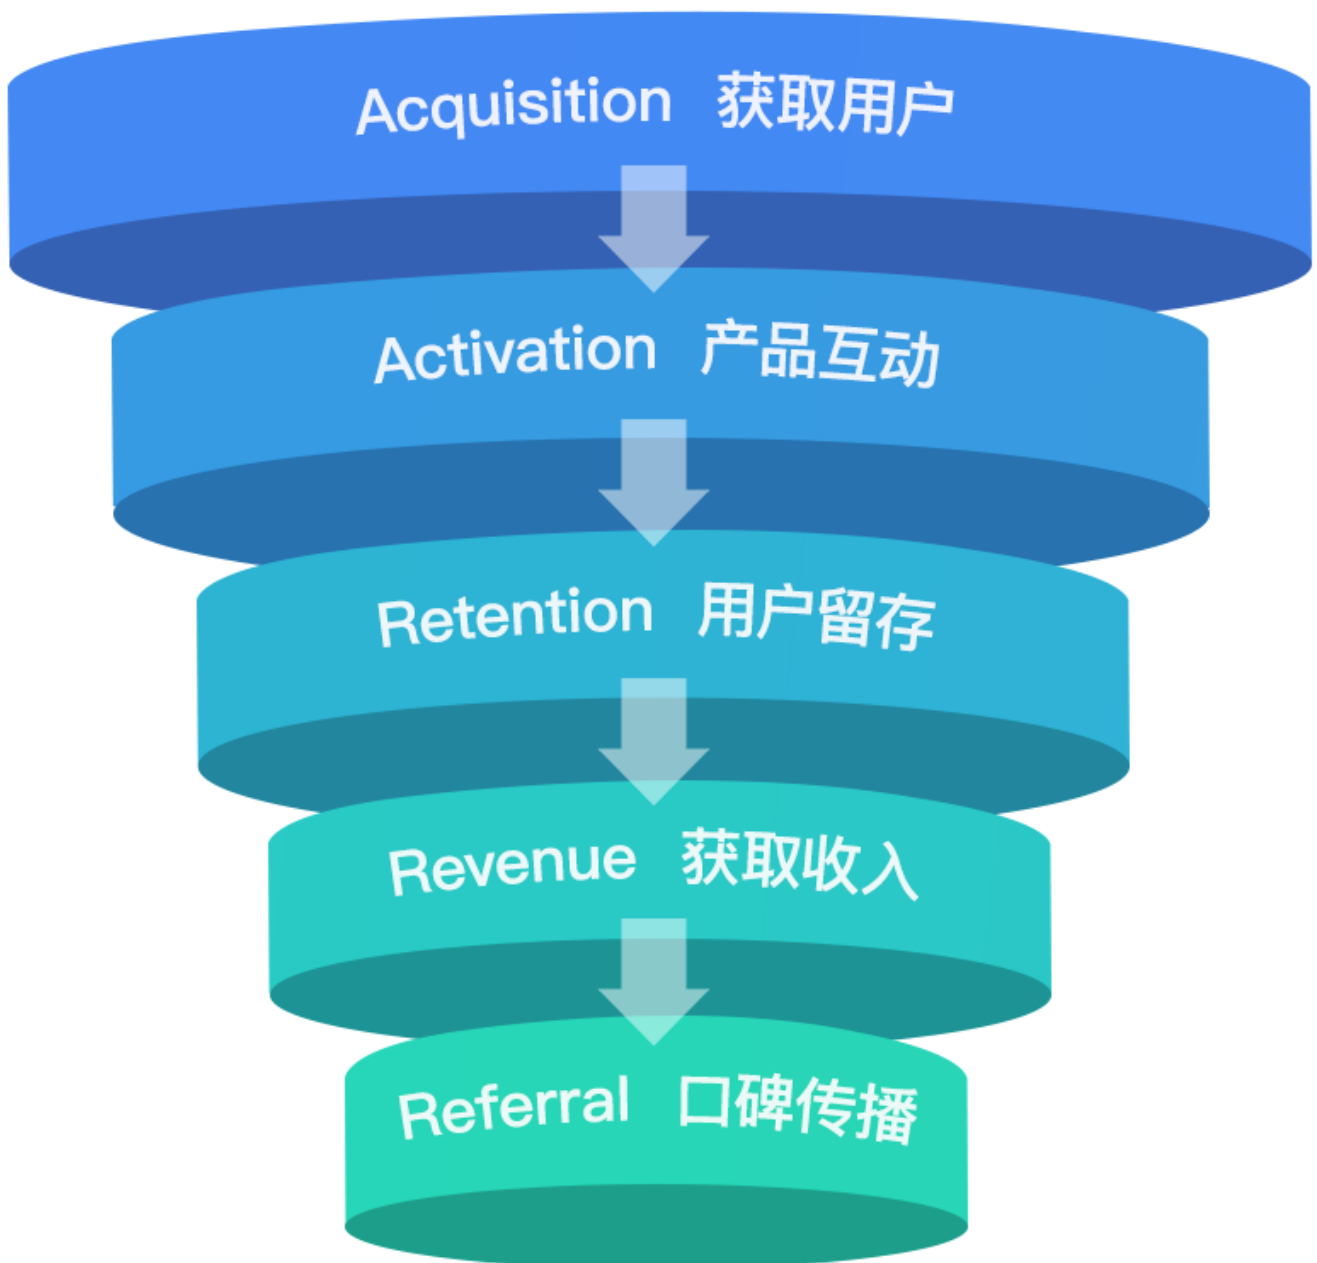 Acquisition 获取用户
Activation 产品互动
Retention 用户留存
Revenue 获取收入
Referral 口碑传播